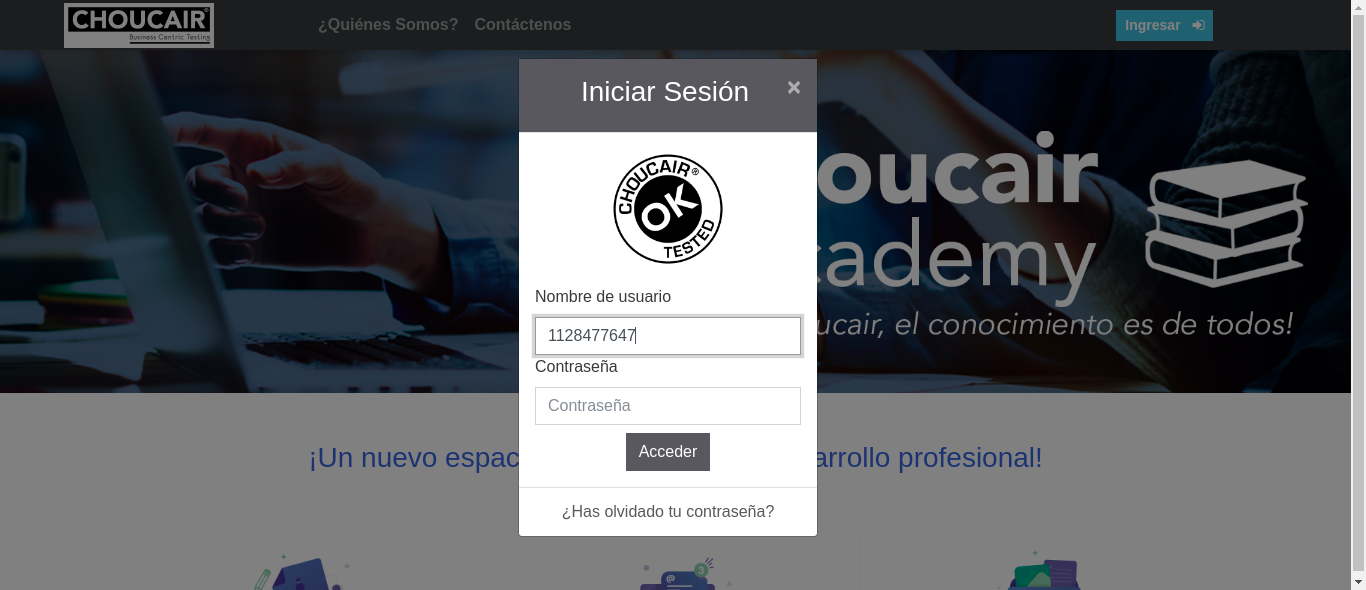 CHOUCAIR
Business Centric Testing
¿Quiénes Somos?
Contáctenos
Ingresar
Iniciar Sesión
×
CHOUCAIR ®
OK
TESTED
oucair
cademy
ucair, el conocimiento es de todos!
Nombre de usuario
1128477647
Contraseña
Contraseña
Acceder
¿Has olvidado tu contraseña?
¡Un nuevo espac
arrollo profesional!
3